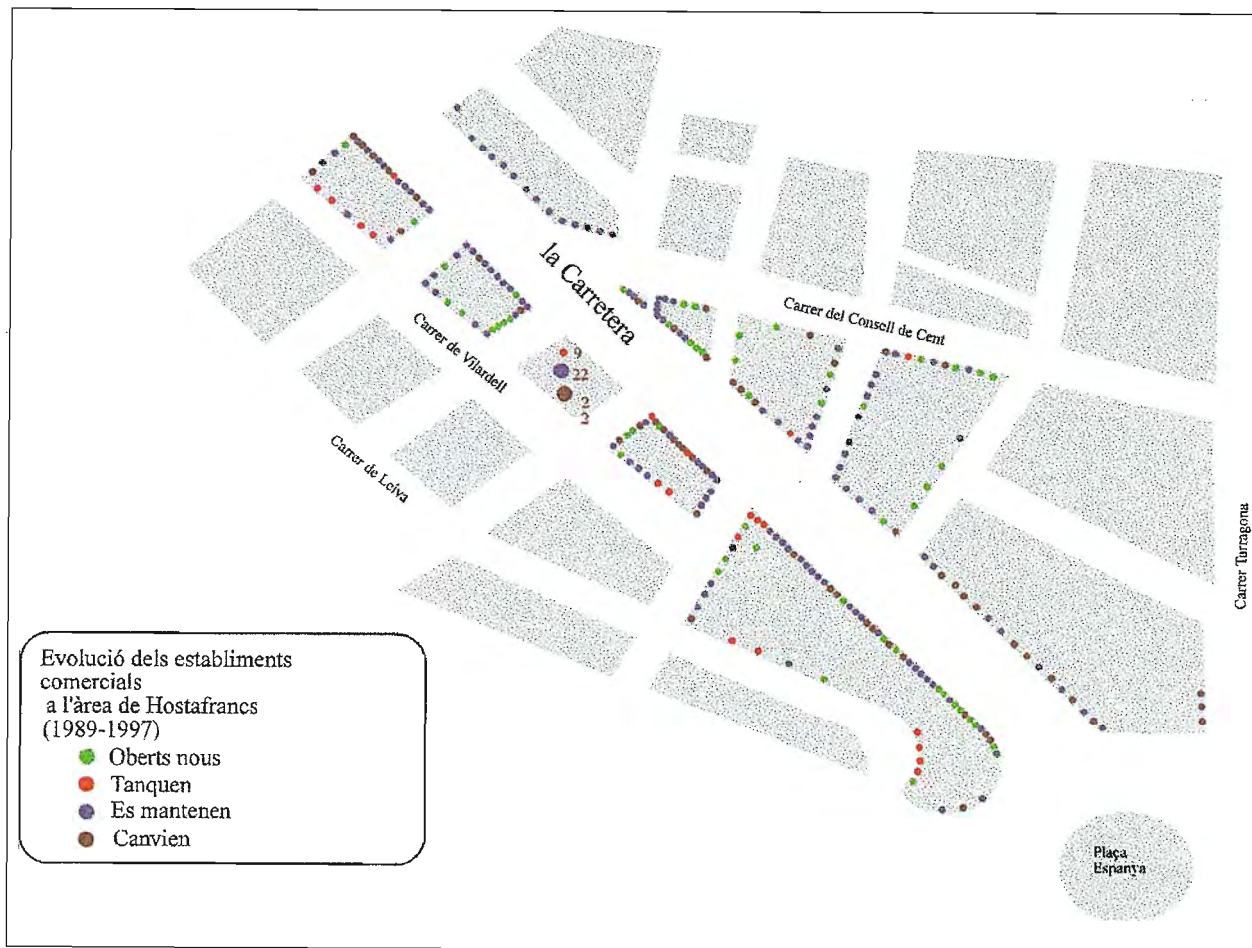 la Carretera
Carrer del Consell de Cent
Carrer de Vilardell
9
22
2
2
Carrer de Leiva
Carrer Tarragona
Evolució dels establiments
comercials
a l'àrea de Hostafrancs
(1989-1997)
Oberts nous
Tanquen
Es mantenen
Canvien
Plaça
Espanya